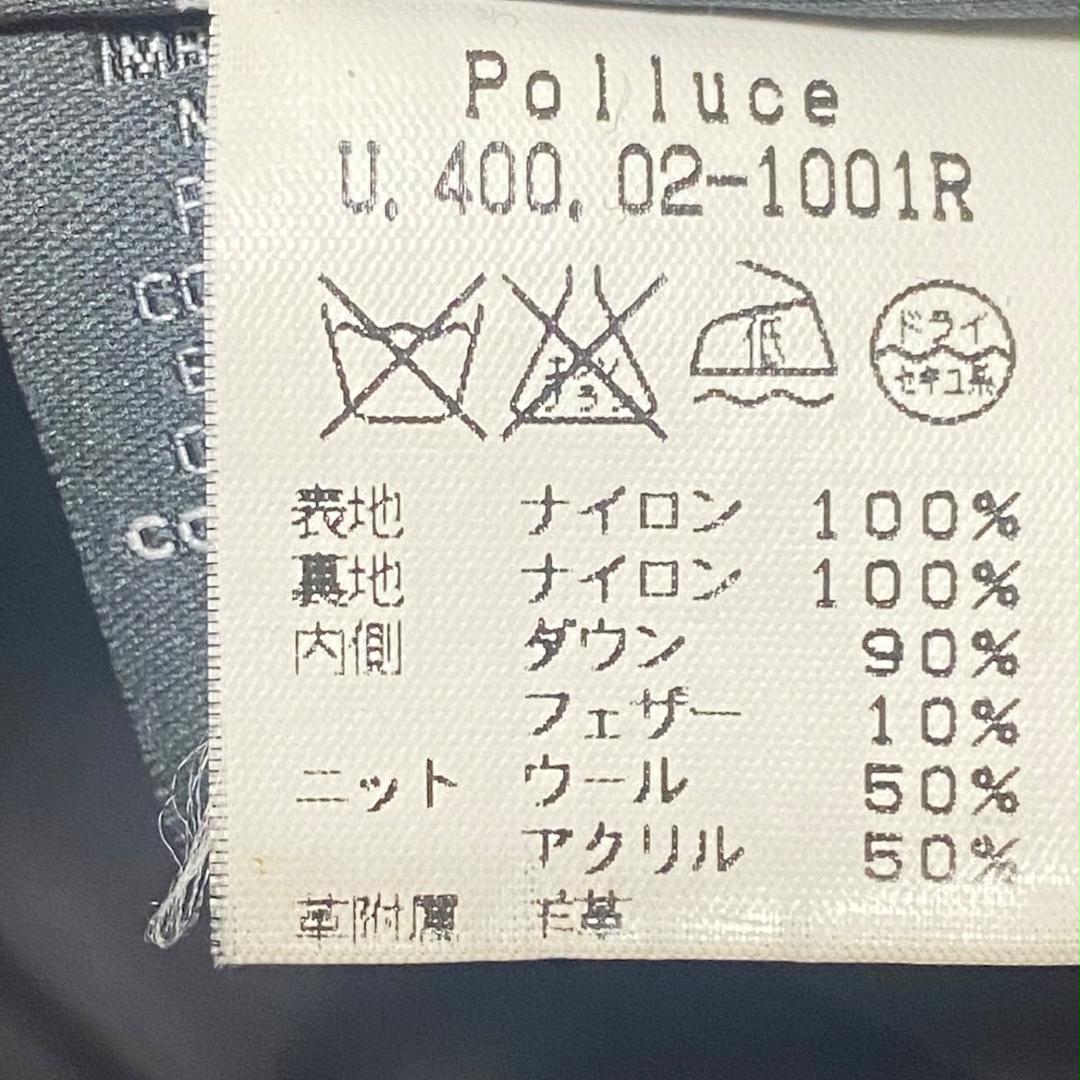 Polluce
U.400.02-1001R
低
ドライ
セキユ系
表地 ナイロン 100%
裏地 ナイロン 100%
内側 ダウン 90%
フェザー 10%
ニット ウール 50%
アクリル 50%
革附属